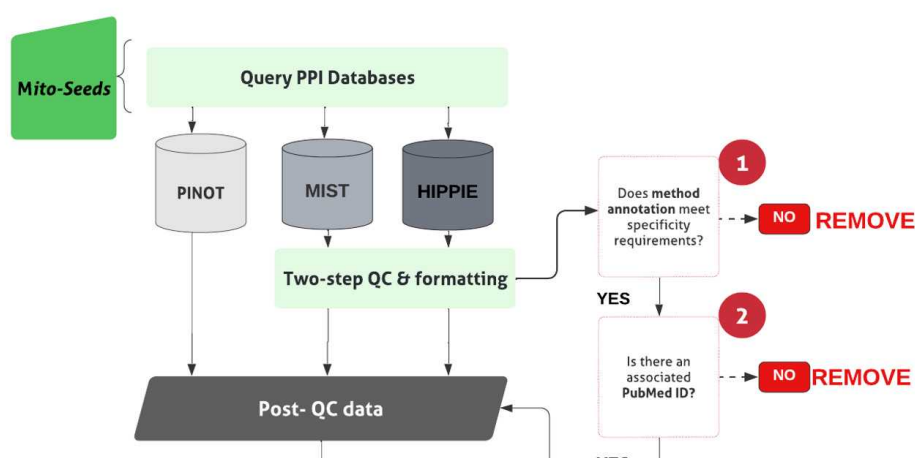 Mito-Seeds
Query PPI Databases
PINOT
MIST
HIPPIE
Two-step QC & formatting
Post- QC data
1
Does method
annotation meet
specificity
requirements?
NO
REMOVE
YES
2
Is there an
associated
PubMed ID?
NO
REMOVE
YES